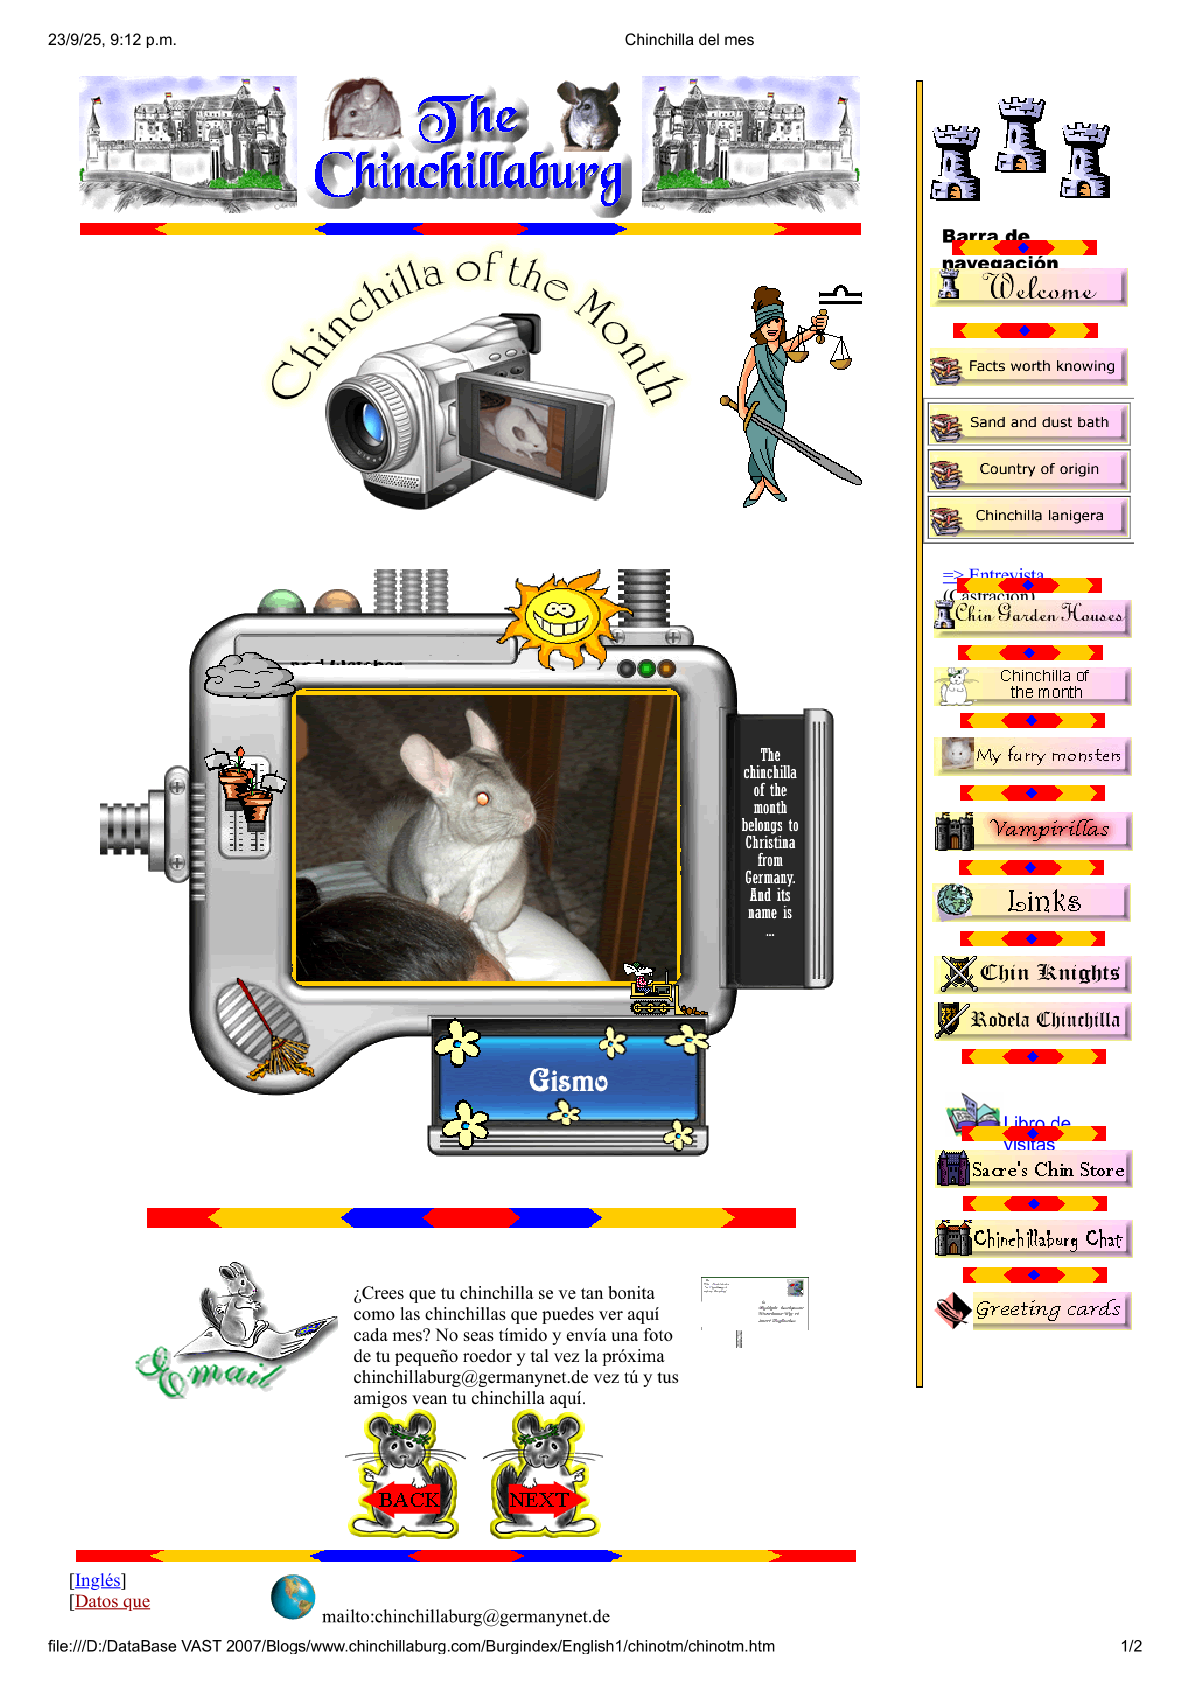 23/9/25, 9:12 p.m.
Chinchilla del mes
The
Chinchillaburg
Chinchilla of the Month
The
chinchilla
of the
month
belongs to
Christina
from
Germany.
And its
name is
...
Gismo
Email
¿Crees que tu chinchilla se ve tan bonita
como las chinchillas que puedes ver aquí
cada mes? No seas tímido y envía una foto
de tu pequeño roedor y tal vez la próxima
chinchillaburg@germanynet.de vez tú y tus
amigos vean tu chinchilla aquí.
BACK
NEXT
[Inglés]
[Datos que
mailto:chinchillaburg@germanynet.de
Barra de
navegación
Welcome
Facts worth knowing
Sand and dust bath
Country of origin
Chinchilla lanigera
=> Entrevista
(Castración)
Chin Garden Houses
Chinchilla of
the month
My furry monsters
Vampirillas
Links
Chin Knights
Rodela Chinchilla
Libro de
visitas
Sacre's Chin Store
Chinchillaburg Chat
Greeting cards
file:///D:/DataBase VAST 2007/Blogs/www.chinchillaburg.com/Burgindex/English1/chinotm/chinotm.htm
1/2